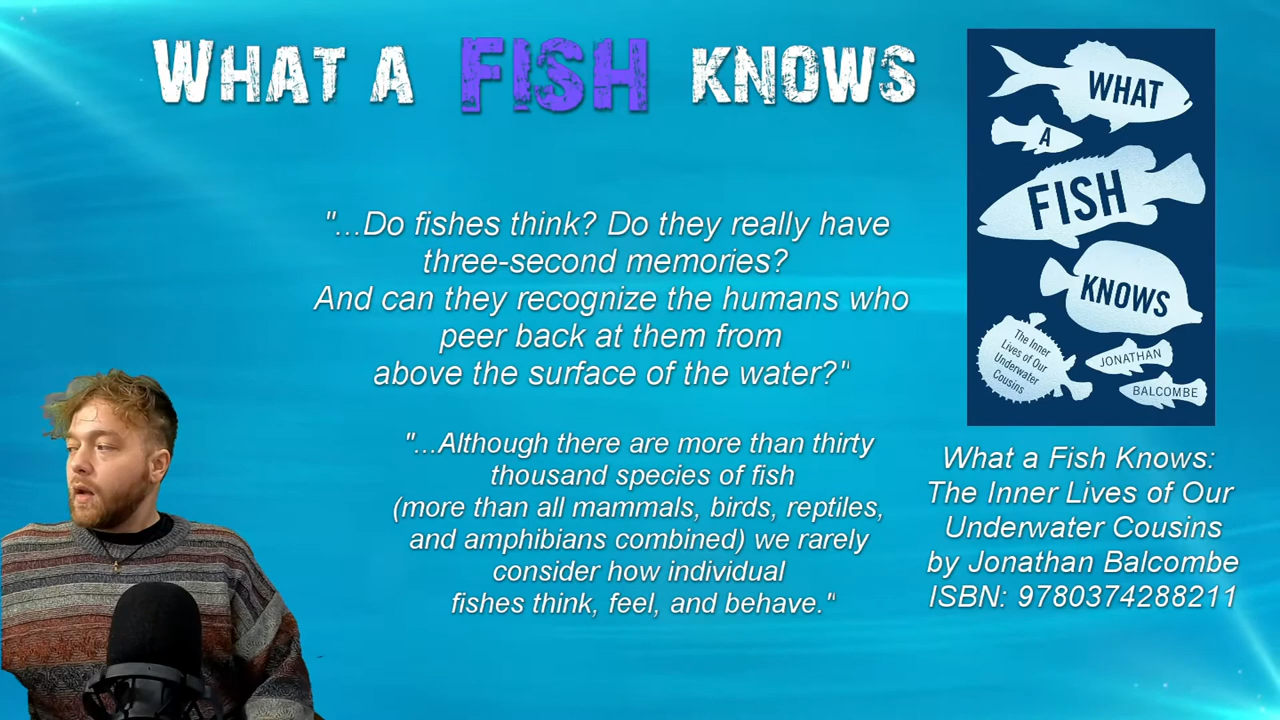 WHAT A FISH KNOWS
"...Do fishes think? Do they really have
three-second memories?
And can they recognize the humans who
peer back at them from
above the surface of the water?"
"...Although there are more than thirty
thousand species of fish
(more than all mammals, birds, reptiles,
and amphibians combined) we rarely
consider how individual
fishes think, feel, and behave."
WHAT
A
FISH
KNOWS
The Inner
Lives of Our
Underwater
Cousins
JONATHAN
BALCOMBE
What a Fish Knows:
The Inner Lives of Our
Underwater Cousins
by Jonathan Balcombe
ISBN: 9780374288211